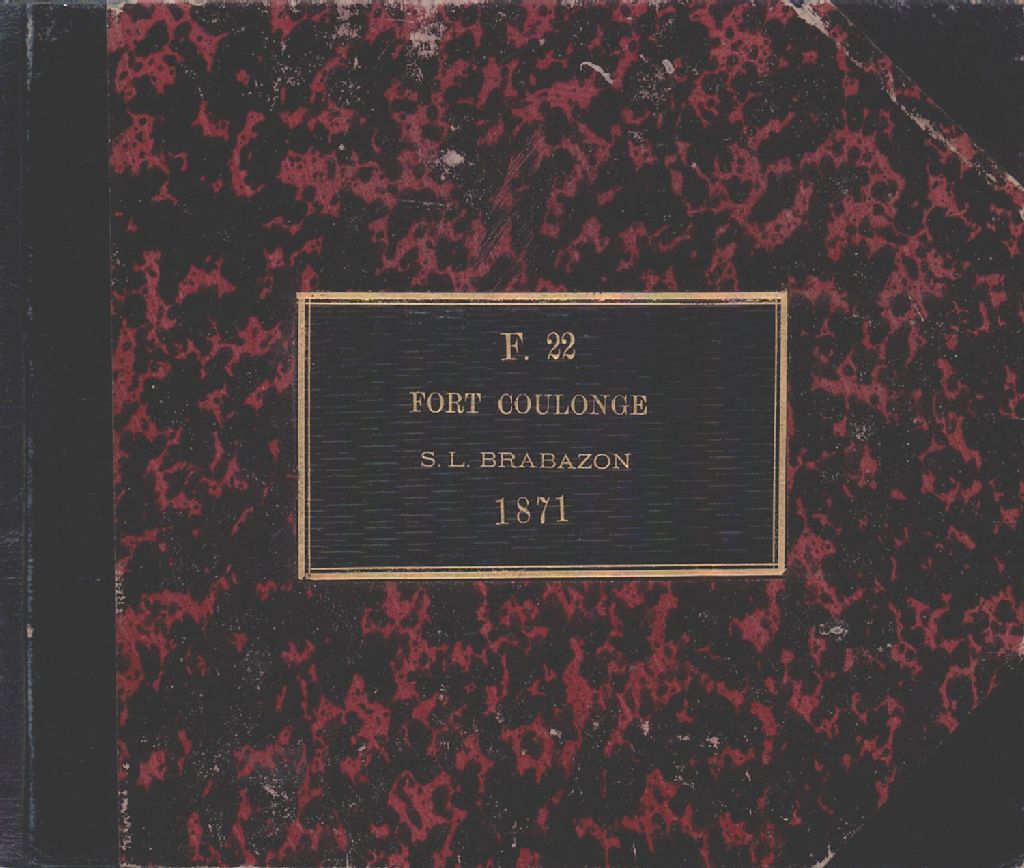 F. 22
FORT COULONGE
S. L. BRABAZON
1871